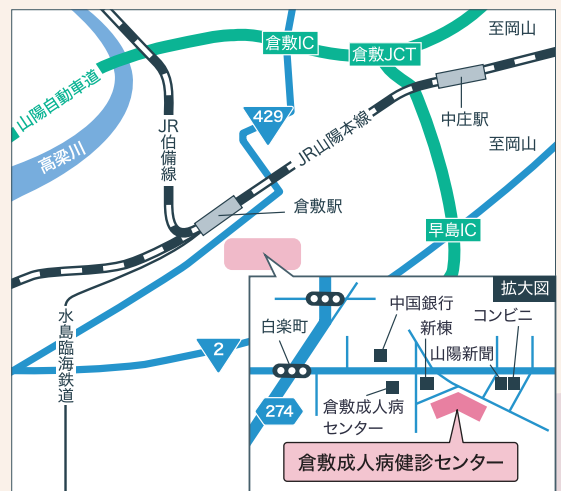 至岡山
倉敷IC
倉敷JCT
山陽自動車道
中庄駅
429
JR伯備線
JR山陽本線
至岡山
高梁川
倉敷駅
早島IC
拡大図
水島臨海鉄道
中国銀行
コンビニ
白楽町
新棟
山陽新聞
2
274
倉敷成人病
センター
倉敷成人病健診センター